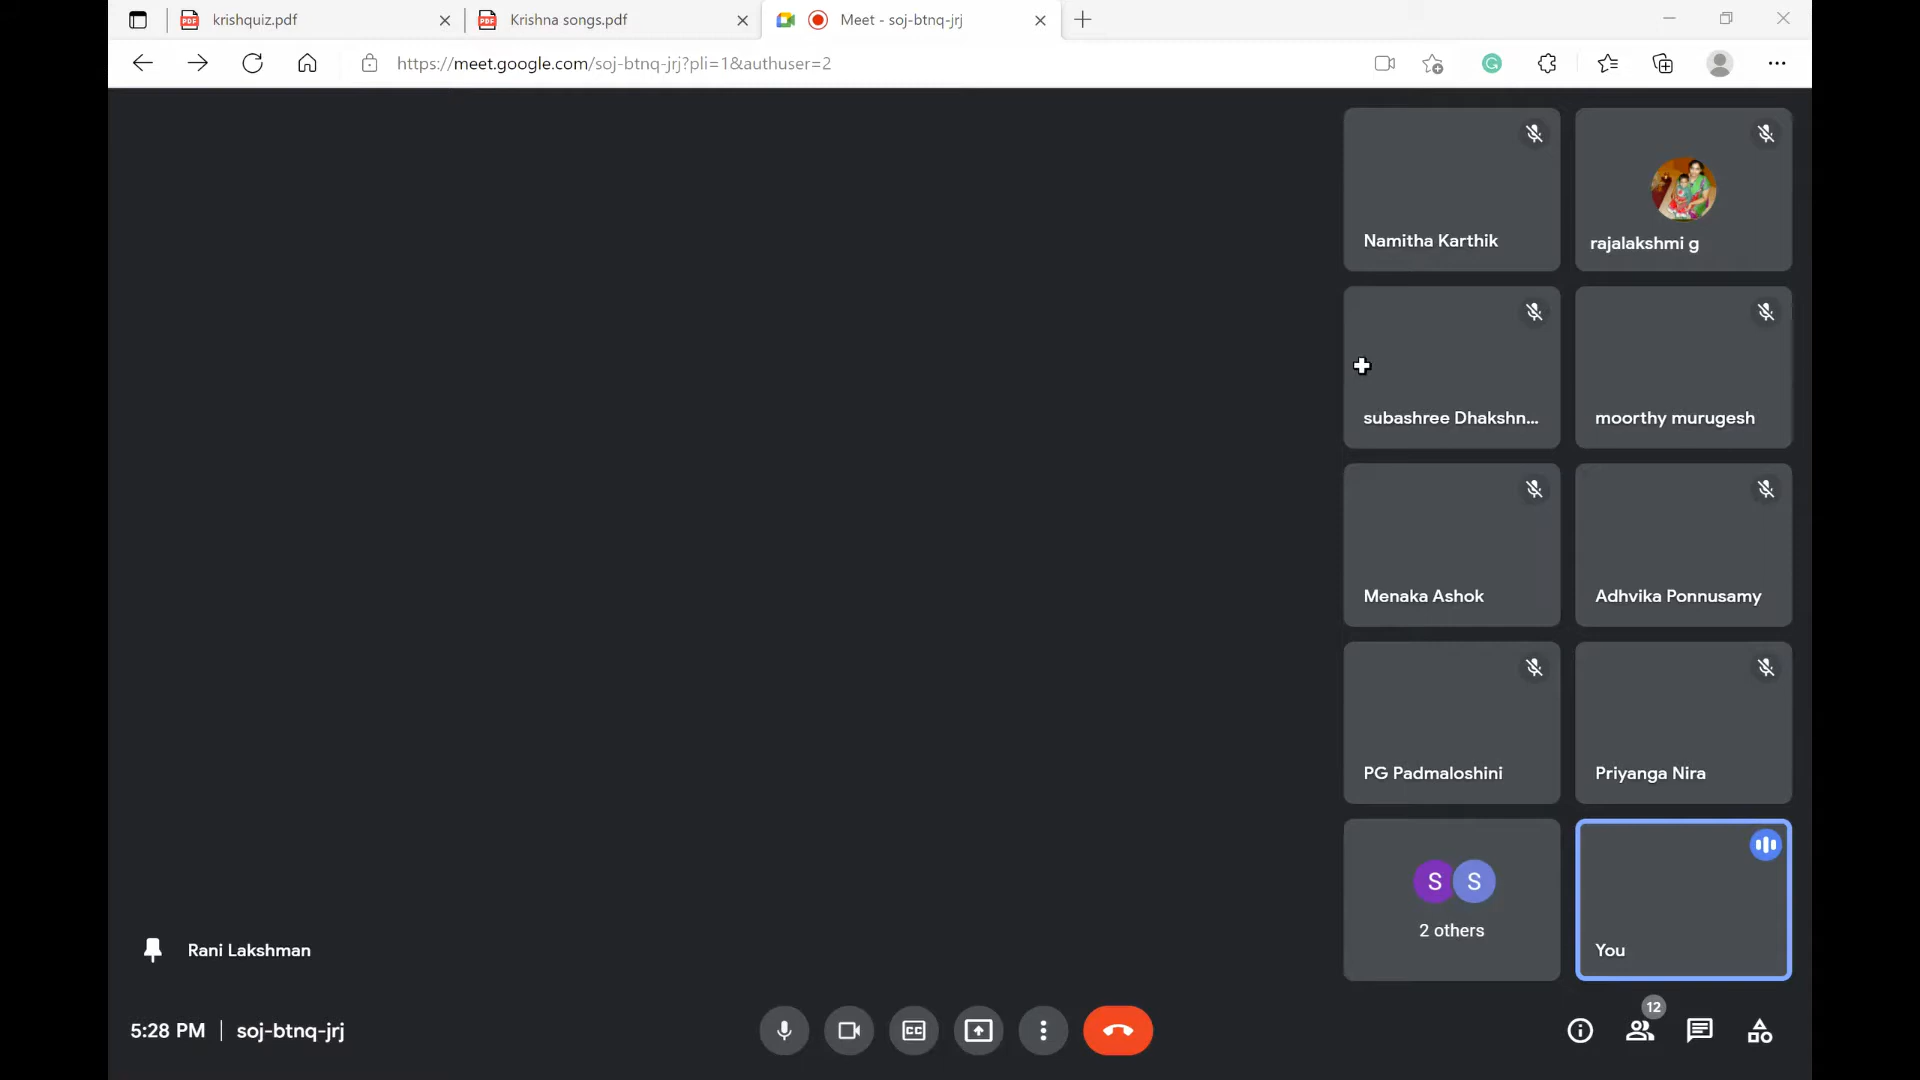 krishquiz.pdf
Krishna songs.pdf
Meet - soj-btnq-jrj
https://meet.google.com/soj-btnq-jrj?pli=1&authuser=2
Namitha Karthik
rajalakshmi g
subashree Dhakshn...
moorthy murugesh
Menaka Ashok
Adhvika Ponnusamy
PG Padmaloshini
Priyanga Nira
S S
2 others
You
Rani Lakshman
5:28 PM | soj-btnq-jrj
CC
12